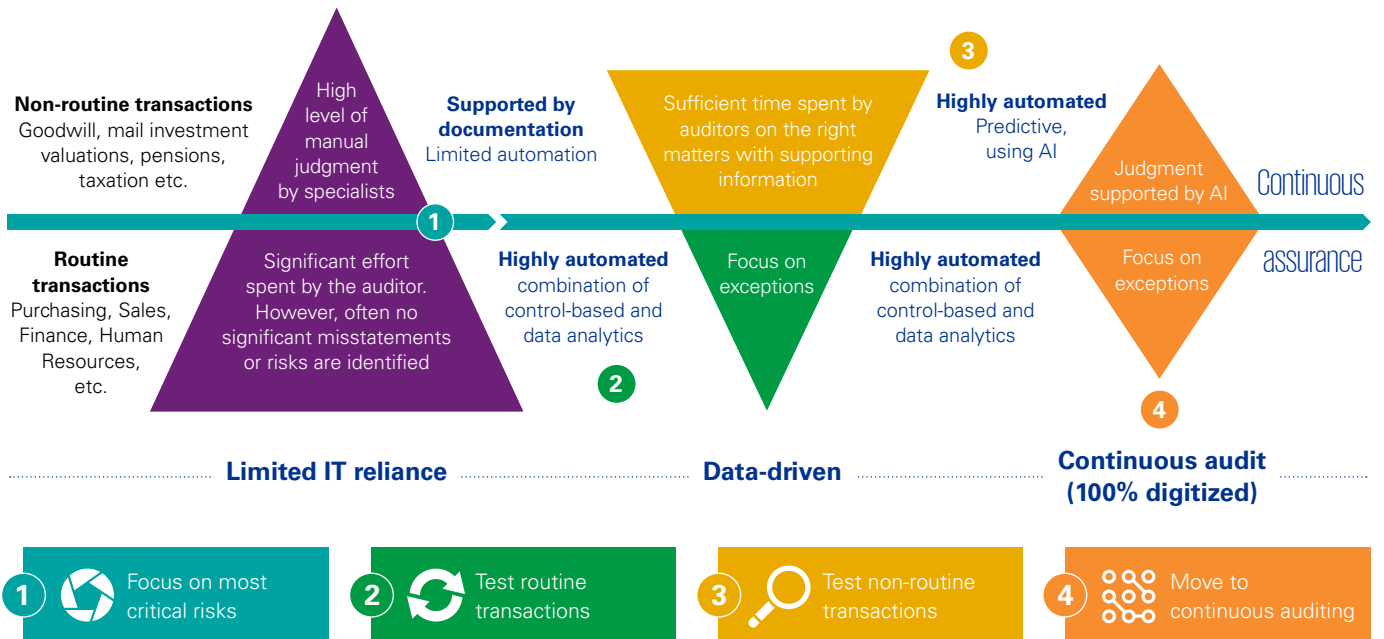 Non-routine transactions
Goodwill, mail investment
valuations, pensions,
taxation etc.
High
level of
manual
judgment
by specialists
Supported by
documentation
Limited automation
Sufficient time spent by
auditors on the right
matters with supporting
information
3
Highly automated
Predictive,
using AI
Judgment
supported by AI
Continuous
1
Routine
transactions
Purchasing, Sales,
Finance, Human
Resources,
etc.
Significant effort
spent by the auditor.
However, often no
significant misstatements
or risks are identified
Highly automated
combination of
control-based and
data analytics
2
Focus on
exceptions
Highly automated
combination of
control-based and
data analytics
Focus on
exceptions
assurance
4
Limited IT reliance
Data-driven
Continuous audit
(100% digitized)
1
Focus on most
critical risks
2
Test routine
transactions
3
Test non-routine
transactions
4
Move to
continuous auditing